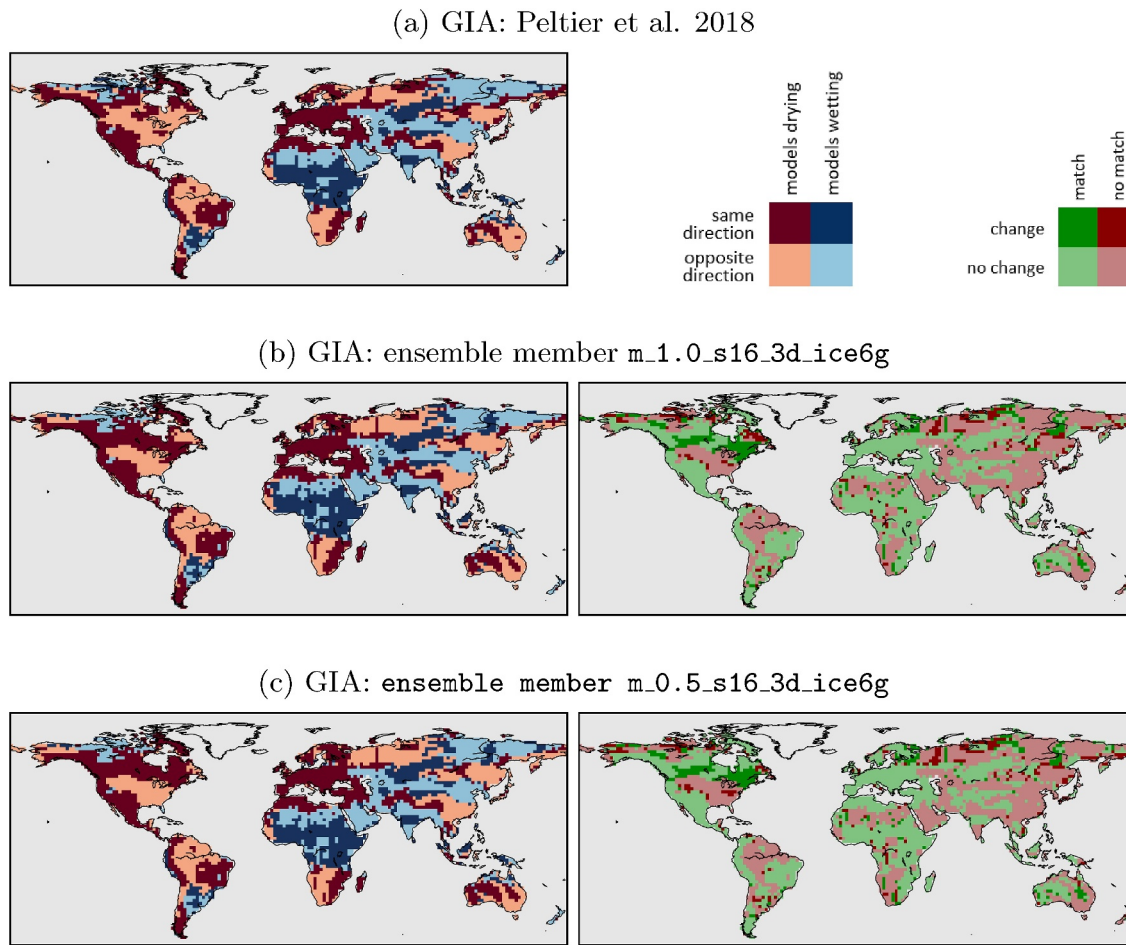 (a) GIA: Peltier et al. 2018
models drying
models wetting
same
direction
opposite
direction
match
no match
change
no change
(b) GIA: ensemble member m_1.0_s16_3d_ice6g
(c) GIA: ensemble member m_0.5_s16_3d_ice6g